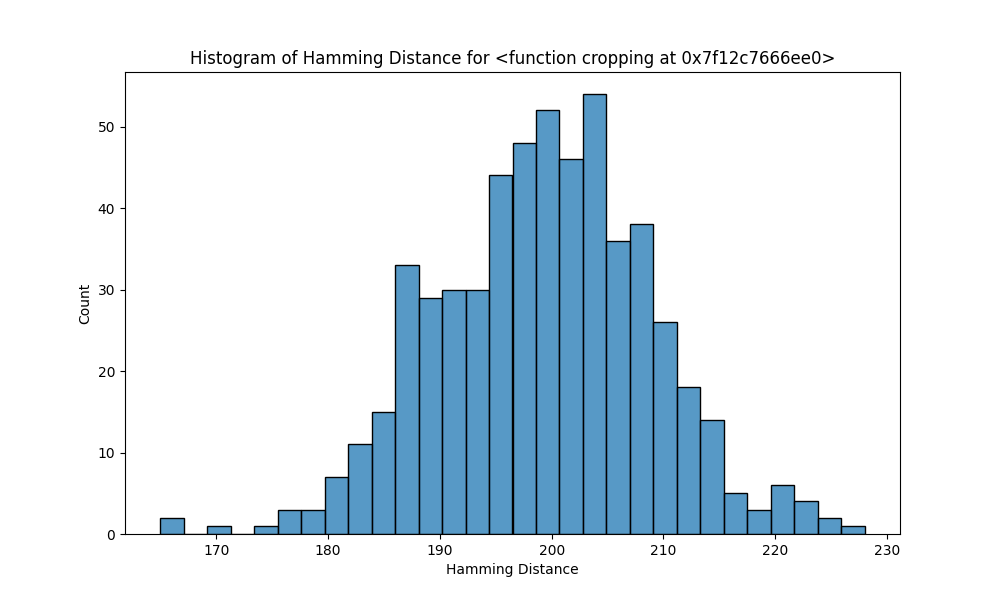 Histogram of Hamming Distance for <function cropping at 0x7f12c7666ee0>
50
40
30
20
10
0
Count
170 180 190 200 210 220 230
Hamming Distance